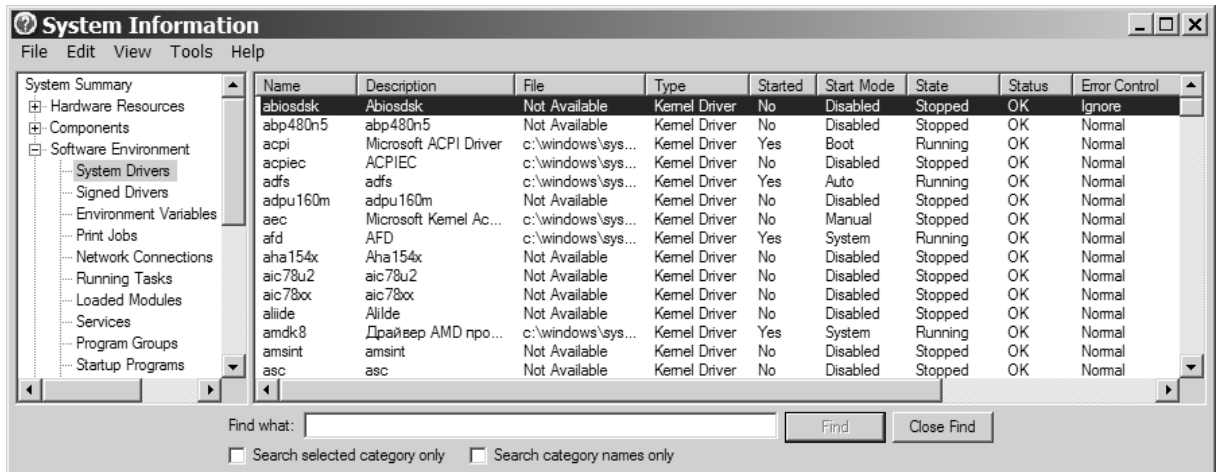 System Information
File Edit View Tools Help
System Summary
Hardware Resources
Components
Software Environment
System Drivers
Signed Drivers
Environment Variables
Print Jobs
Network Connections
Running Tasks
Loaded Modules
Services
Program Groups
Startup Programs
Name Description File Type Started Start Mode State Status Error Control
abiosdsk Abiosdsk Not Available Kernel Driver No Disabled Stopped OK Ignore
abp480n5 abp480n5 Not Available Kernel Driver No Disabled Stopped OK Normal
acpi Microsoft ACPI Driver c:\windows\sys... Kernel Driver Yes Boot Running OK Normal
acpiec ACPIEC Not Available Kernel Driver No Disabled Stopped OK Normal
adfs adfs c:\windows\sys... Kernel Driver Yes Auto Running OK Normal
adpu160m adpu160m Not Available Kernel Driver No Disabled Stopped OK Normal
aec Microsoft Kernel Ac... c:\windows\sys... Kernel Driver No Manual Stopped OK Normal
afd AFD c:\windows\sys... Kernel Driver Yes System Running OK Normal
aha154x Aha154x Not Available Kernel Driver No Disabled Stopped OK Normal
aic78u2 aic78u2 Not Available Kernel Driver No Disabled Stopped OK Normal
aic78xx aic78xx Not Available Kernel Driver No Disabled Stopped OK Normal
aliide AliIde Not Available Kernel Driver No Disabled Stopped OK Normal
amdk8 Драйвер AMD про... c:\windows\sys... Kernel Driver Yes System Running OK Normal
amsint amsint Not Available Kernel Driver No Disabled Stopped OK Normal
asc asc Not Available Kernel Driver No Disabled Stopped OK Normal
Find what: Find Close Find
Search selected category only Search category names only